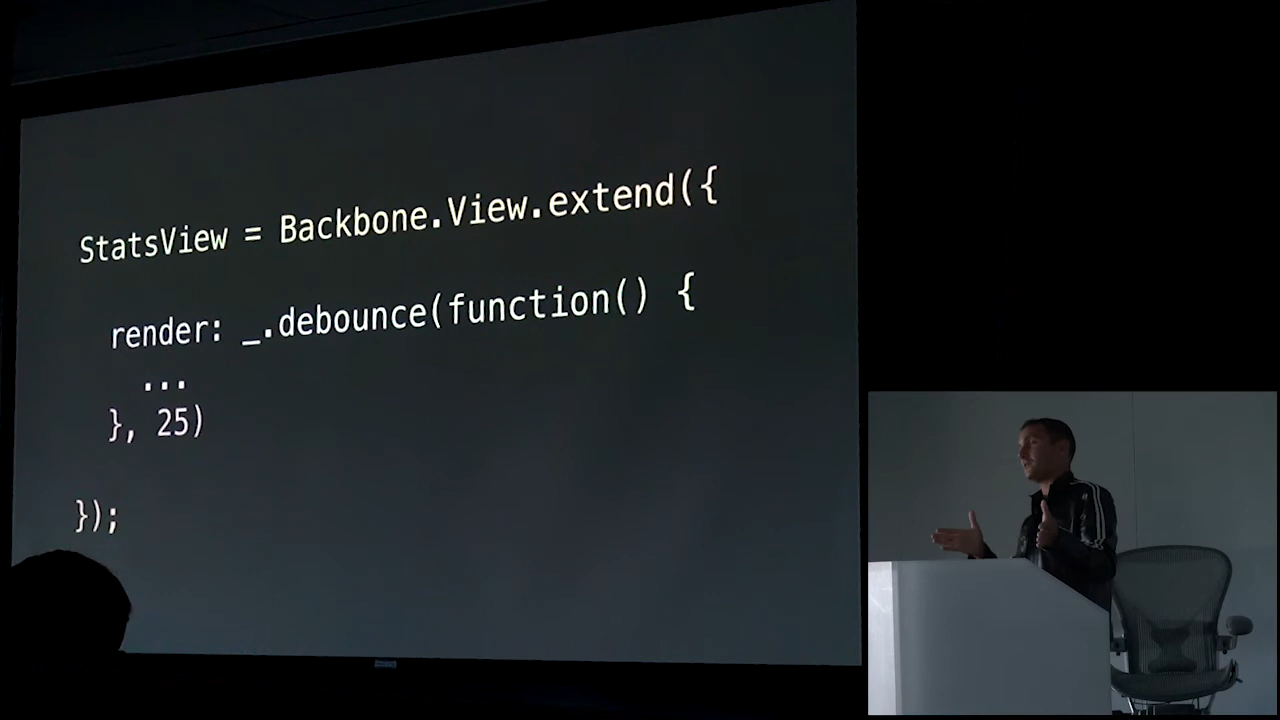 StatsView = Backbone.View.extend({
render: _.debounce(function() {
...
}, 25)
});